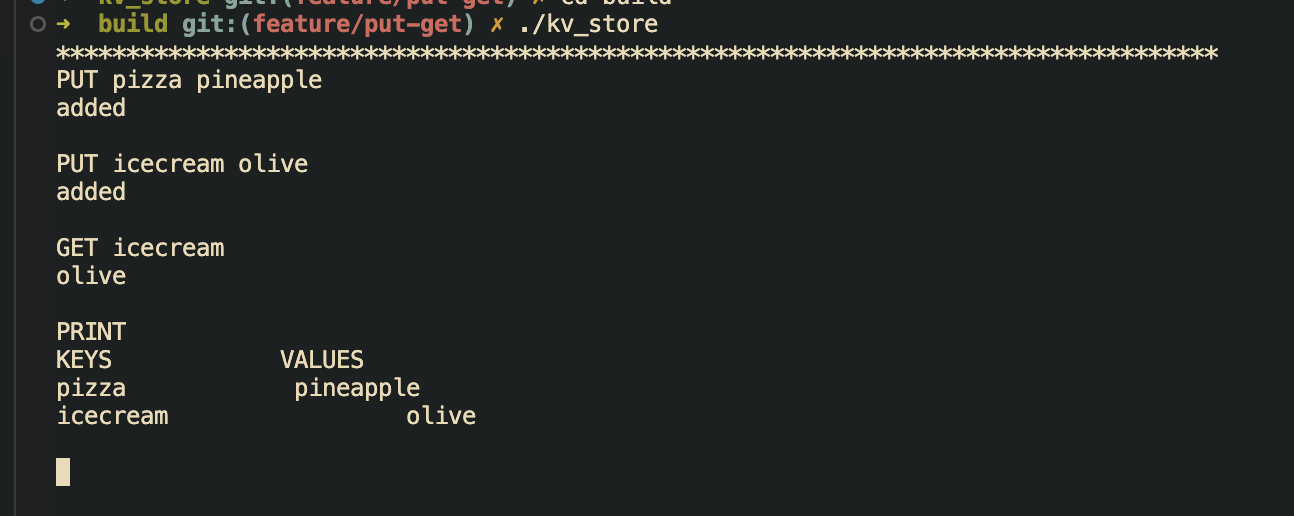 ➜ kv_store git:(feature/put-get) ✗ cd build
➜ build git:(feature/put-get) ✗ ./kv_store
***********************************************************************************
PUT pizza pineapple
added
PUT icecream olive
added
GET icecream
olive
PRINT
KEYS            VALUES
pizza            pineapple
icecream                 olive